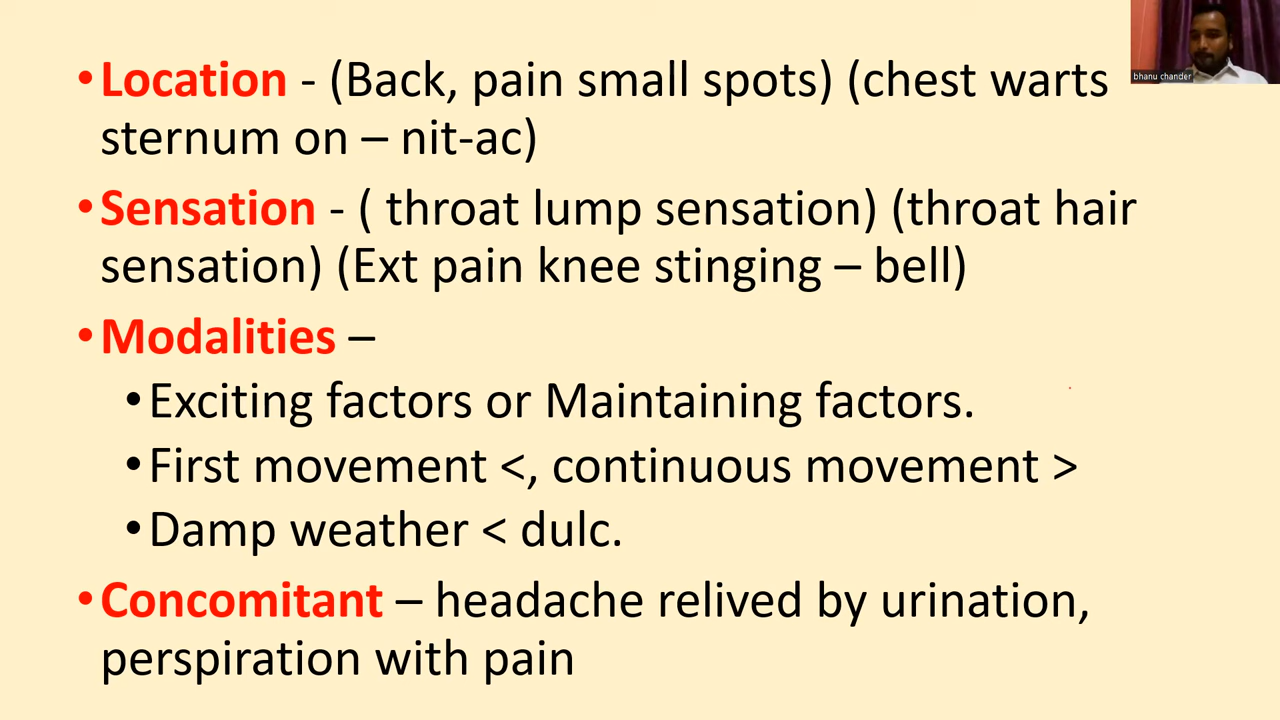 •Location - (Back, pain small spots) (chest warts
sternum on – nit-ac)
•Sensation - ( throat lump sensation) (throat hair
sensation) (Ext pain knee stinging – bell)
•Modalities –
•Exciting factors or Maintaining factors.
•First movement <, continuous movement >
•Damp weather < dulc.
•Concomitant – headache relived by urination,
perspiration with pain
bhanu chander